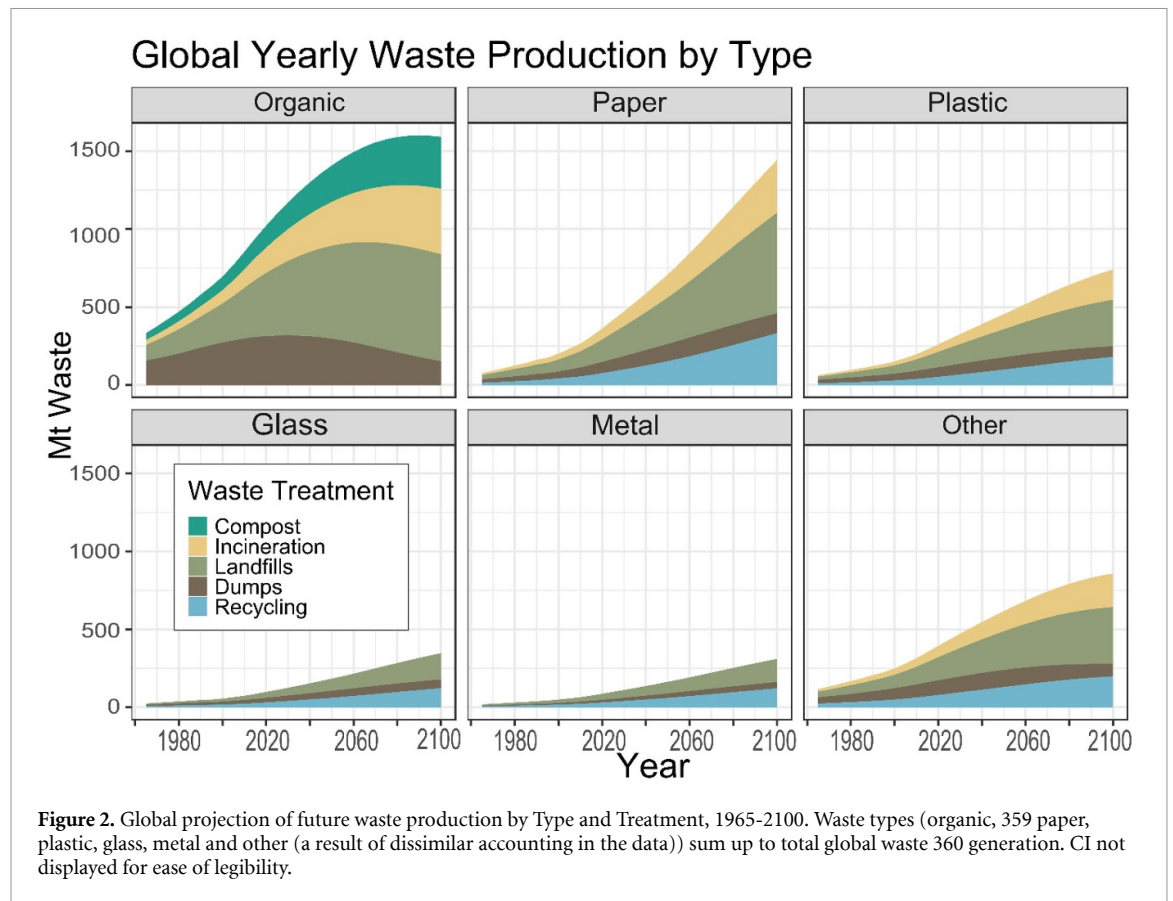 Global Yearly Waste Production by Type
Organic
Paper
Plastic
1500
1000
500
0
Mt Waste
Glass
Metal
Other
1500
1000
500
0
Waste Treatment
Compost
Incineration
Landfills
Dumps
Recycling
1980 2020 2060 2100
1980 2020 2060 2100
1980 2020 2060 2100
Year
Figure 2. Global projection of future waste production by Type and Treatment, 1965-2100. Waste types (organic, 359 paper,
plastic, glass, metal and other (a result of dissimilar accounting in the data)) sum up to total global waste 360 generation. CI not
displayed for ease of legibility.